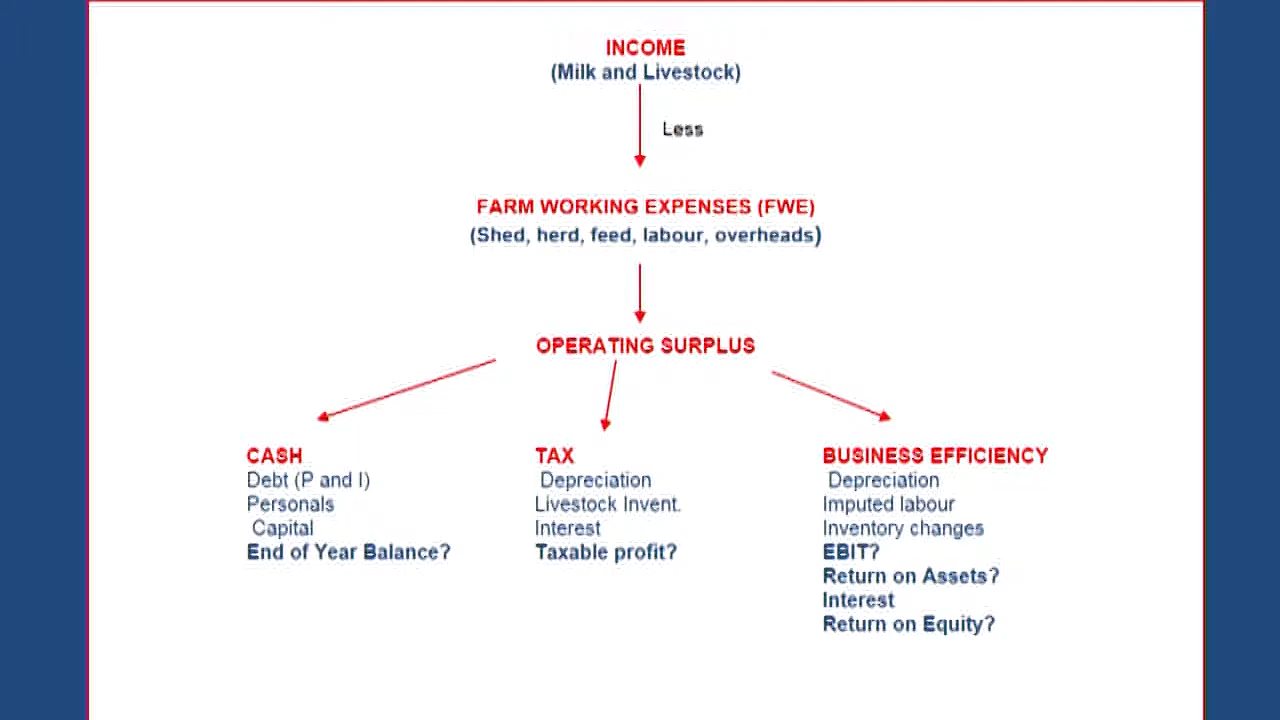 INCOME
(Milk and Livestock)
Less
FARM WORKING EXPENSES (FWE)
(Shed, herd, feed, labour, overheads)
OPERATING SURPLUS
CASH
Debt (P and I)
Personals
Capital
End of Year Balance?
TAX
Depreciation
Livestock Invent.
Interest
Taxable profit?
BUSINESS EFFICIENCY
Depreciation
Imputed labour
Inventory changes
EBIT?
Return on Assets?
Interest
Return on Equity?